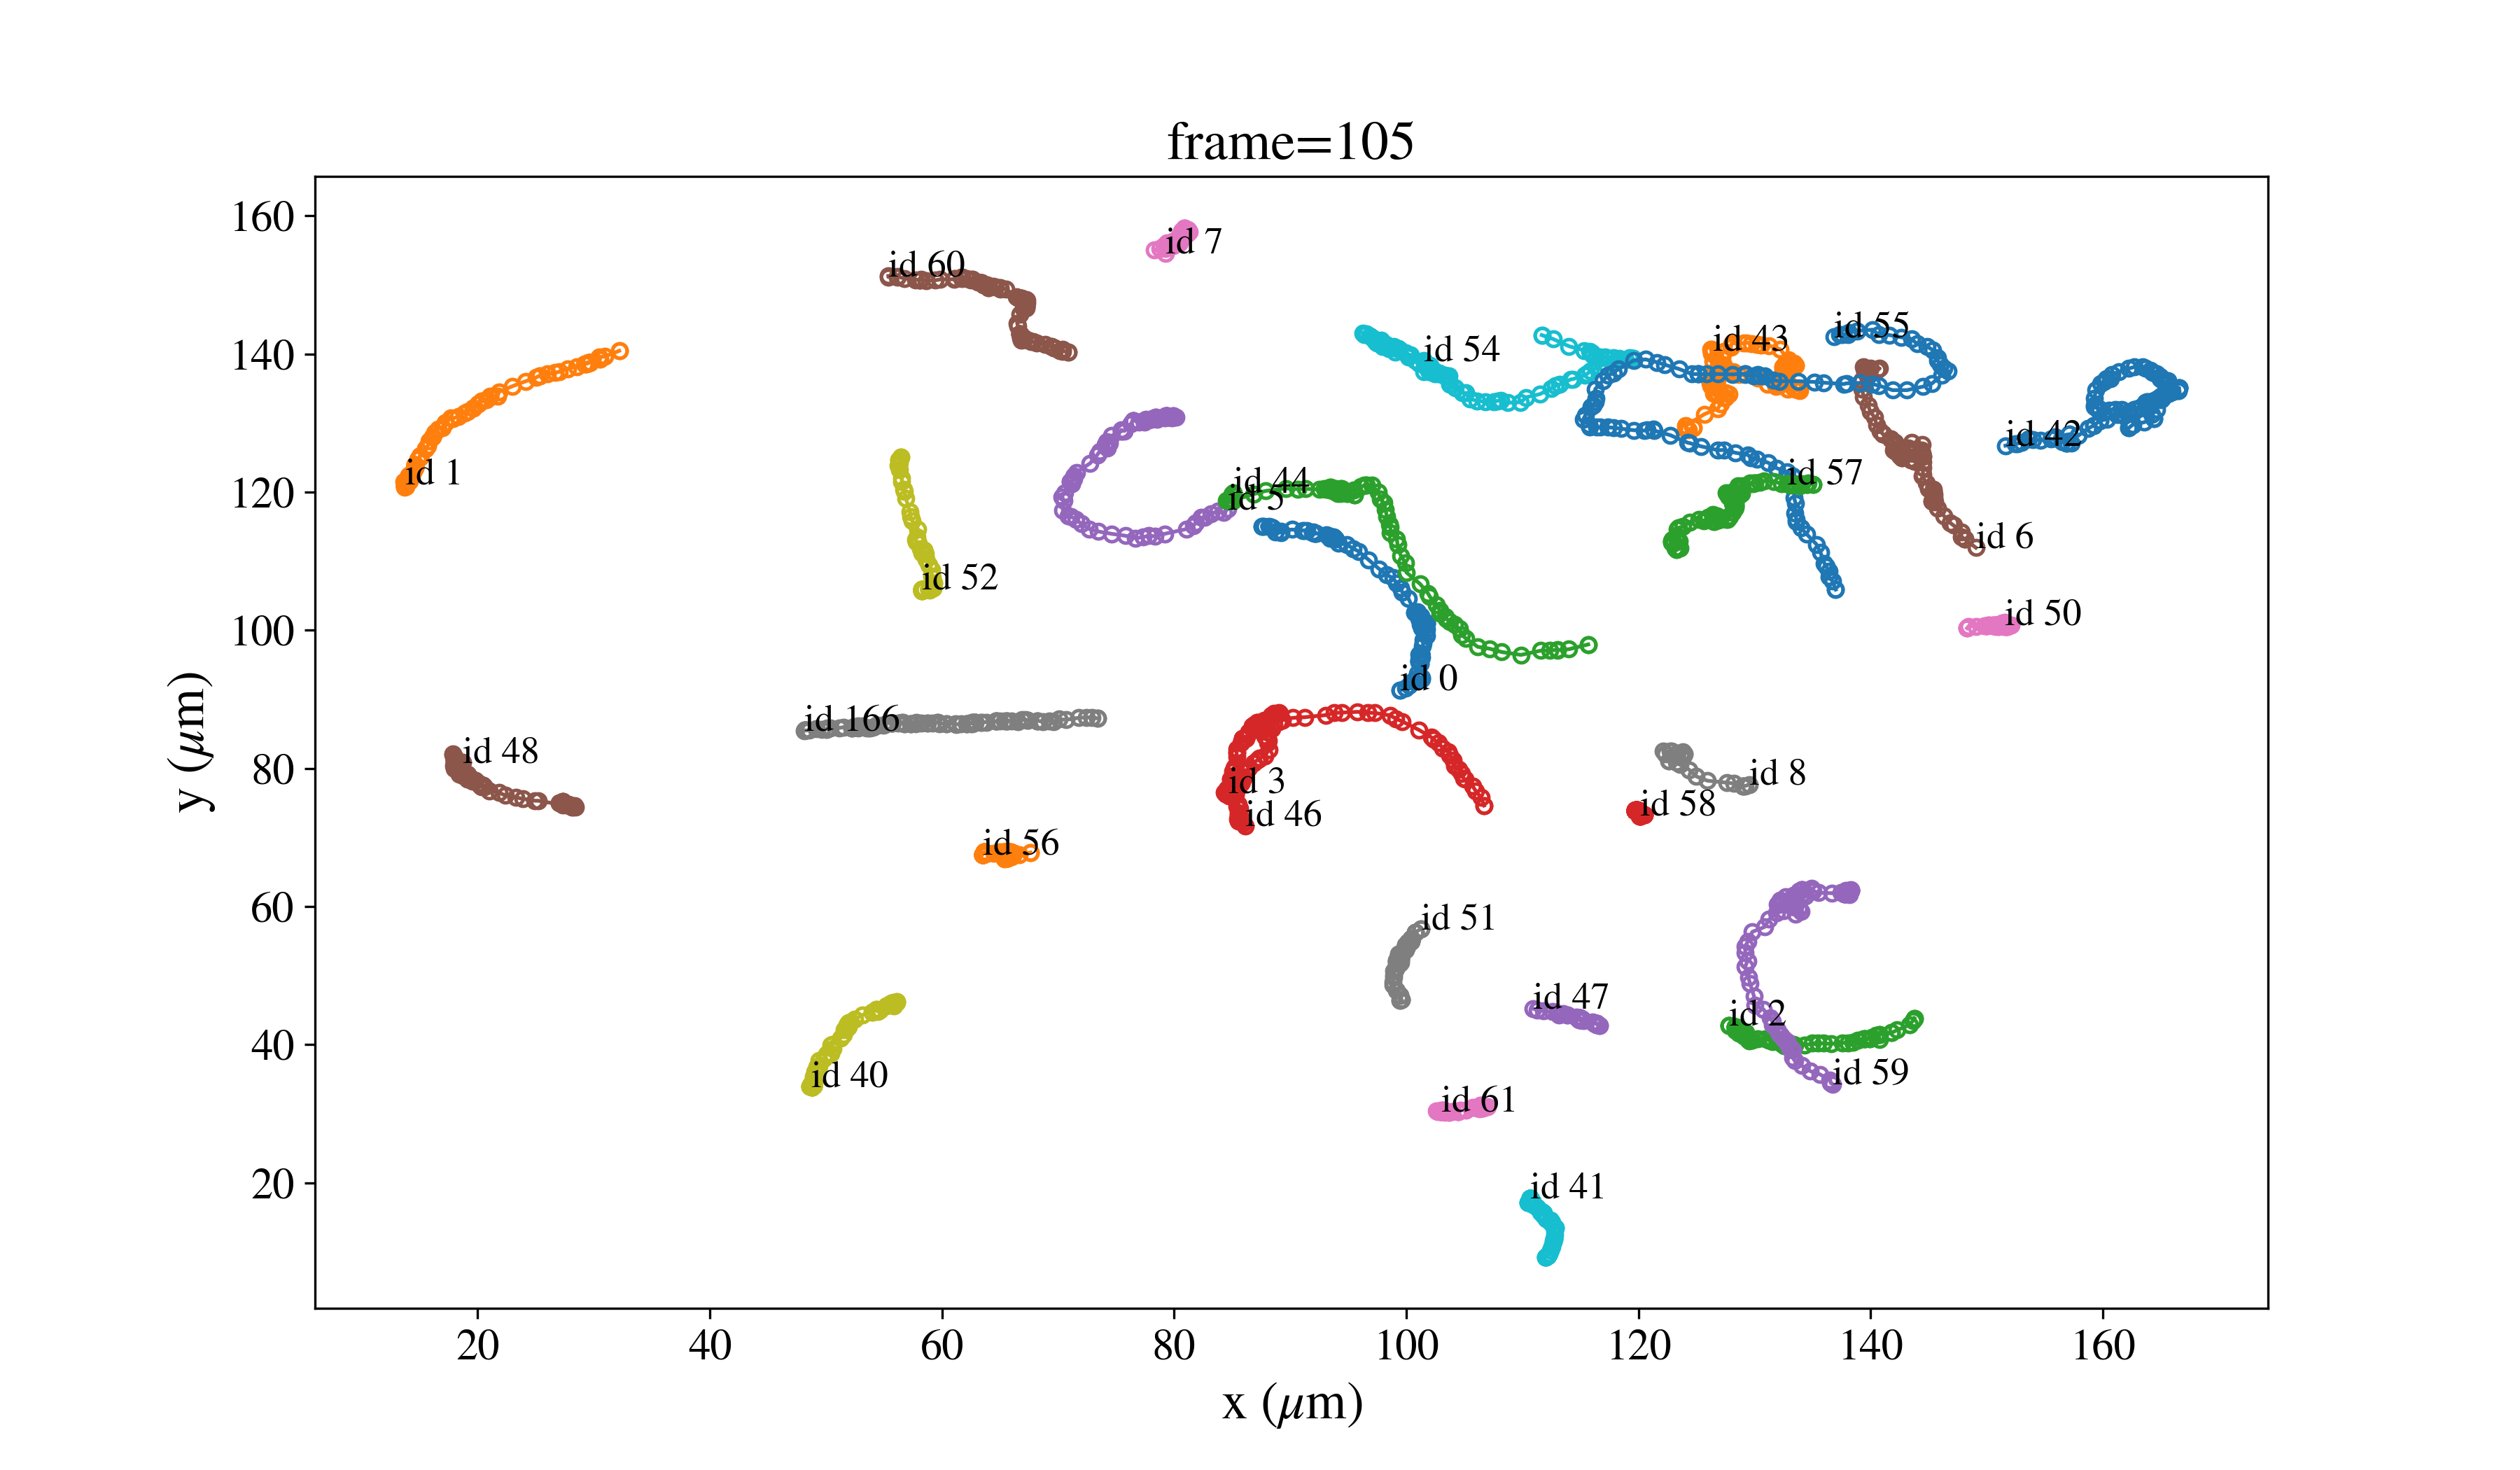 frame=105
y (μm)
160
140
120
100
80
60
40
20
id 7
id 60
id 55
id 43
id 54
id 42
id 1
id 44
id 57
id 5
id 6
id 52
id 50
id 0
id 166
id 48
id 3
id 8
id 58
id 46
id 56
id 51
id 47
id 2
id 40
id 59
id 61
id 41
20
40
60
80
100
120
140
160
x (μm)